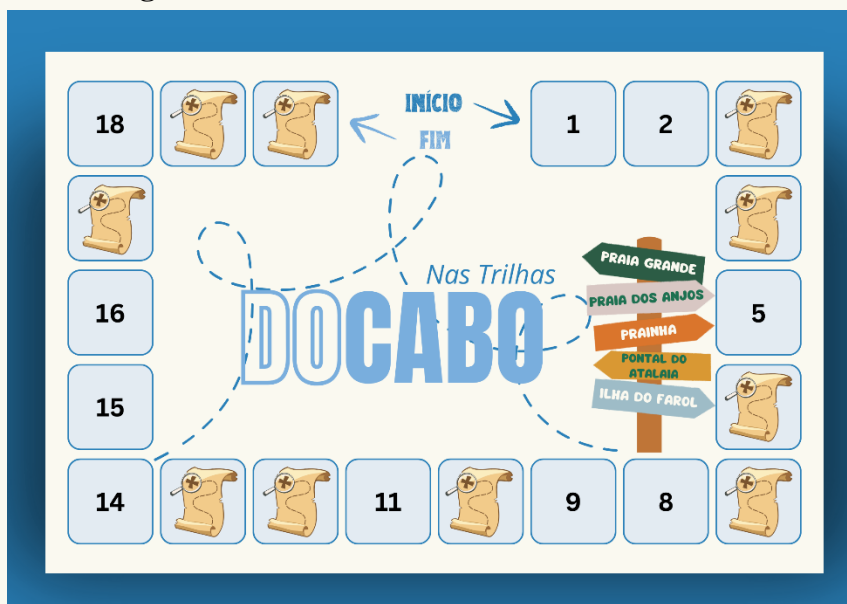 18
INÍCIO
FIM
1
2
Nas Trilhas
DO CABO
PRAIA GRANDE
PRAIA DOS ANJOS
PRAINHA
PONTAL DO
ATALAIA
ILHA DO FAROL
16
5
15
14
11
9
8